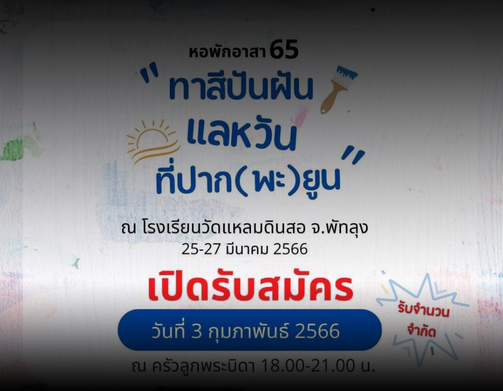 หอพักอาสา 65
"ทาสีปันฝัน
แลหวัน
ที่ปาก(พะ)ยูน"
ณ โรงเรียนวัดแหลมดินสอ จ.พัทลุง
25-27 มีนาคม 2566
เปิดรับสมัคร
รับจำนวน
จำกัด
วันที่ 3 กุมภาพันธ์ 2566
ณ ครัวลูกพระบิดา 18.00-21.00 น.